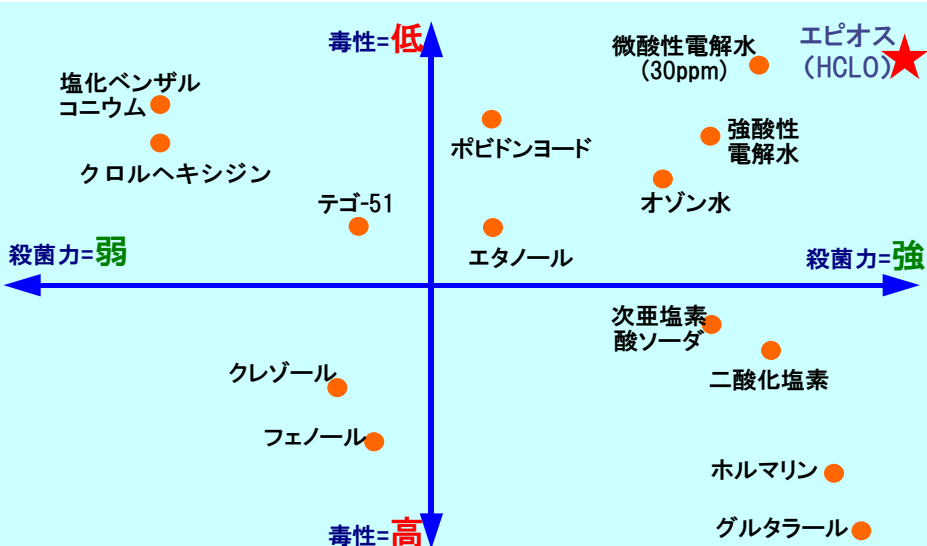 毒性=低
微酸性電解水
(30ppm)
エピオス
(HCLO)
塩化ベンザル
コニウム
クロルヘキシジン
ポビドンヨード
強酸性
電解水
テゴ-51
オゾン水
エタノール
殺菌力=弱
殺菌力=強
次亜塩素
酸ソーダ
二酸化塩素
クレゾール
フェノール
ホルマリン
グルタラール
毒性=高